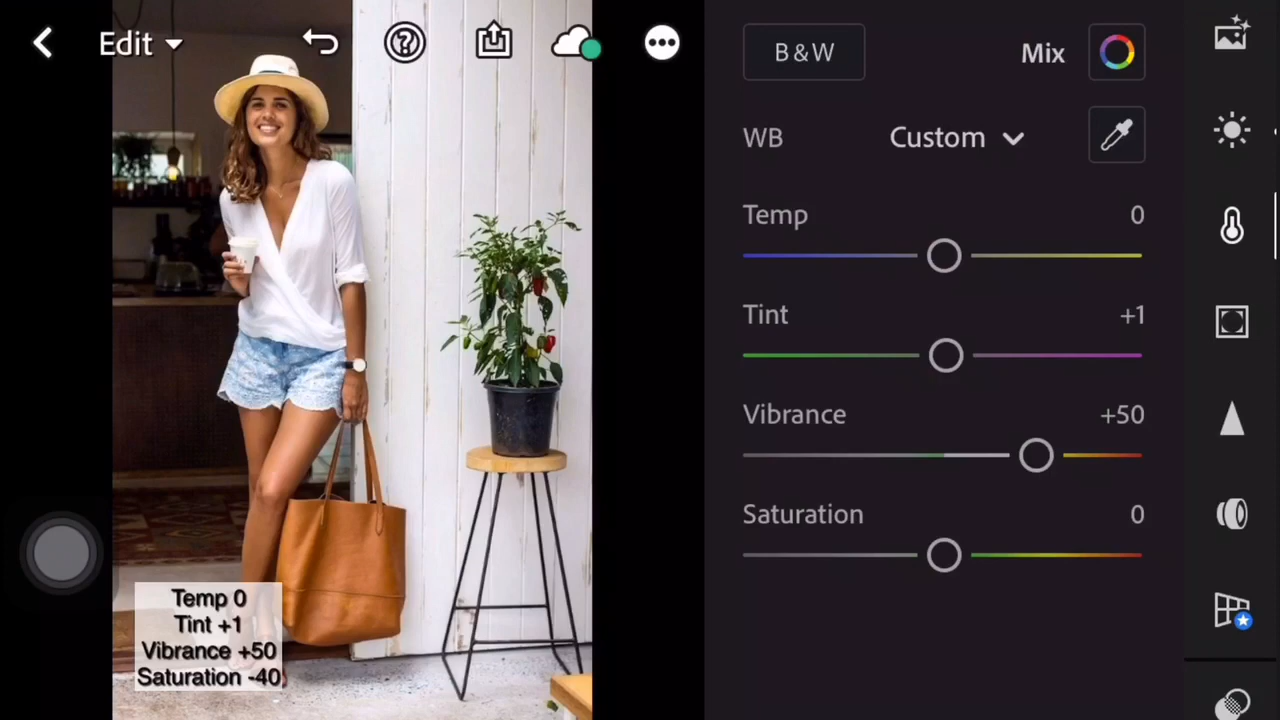 Edit
B&W
Mix
WB
Custom
Temp 0
Tint +1
Vibrance +50
Saturation 0
Temp 0
Tint +1
Vibrance +50
Saturation -40